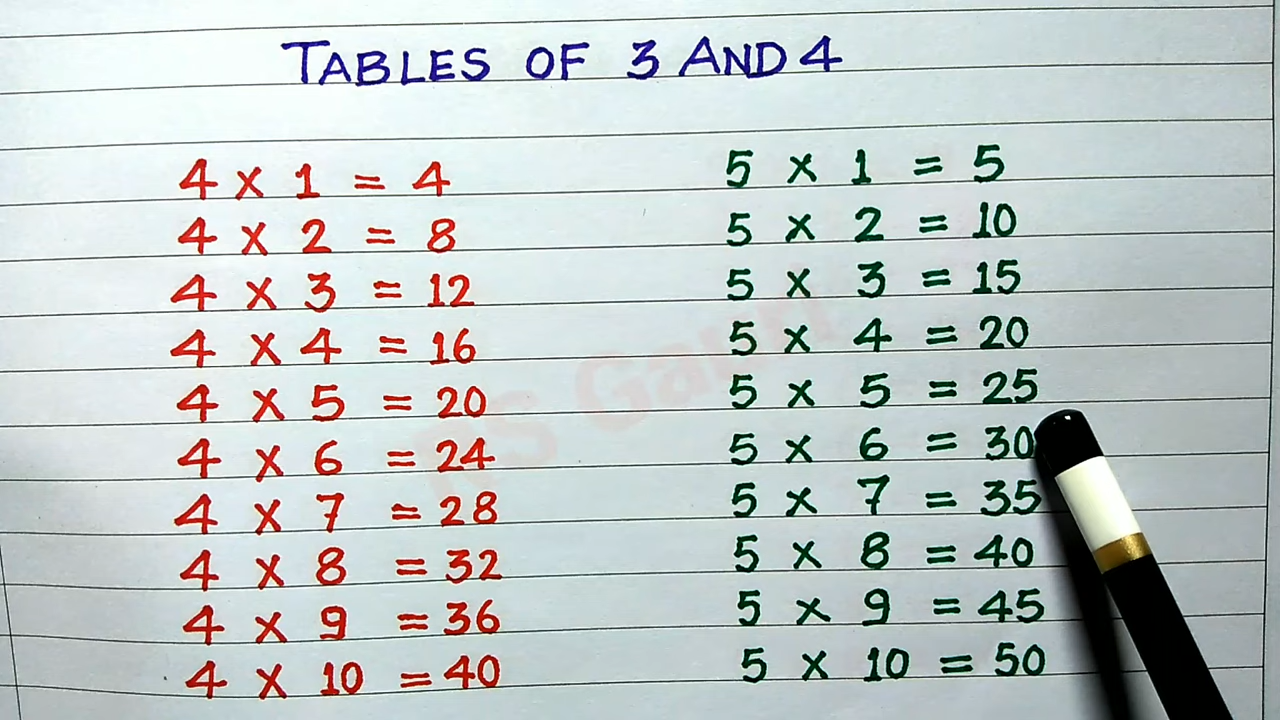 TABLES OF 3 AND 4
4 x 1 = 4
4 x 2 = 8
4 x 3 = 12
4 x 4 = 16
4 x 5 = 20
4 x 6 = 24
4 x 7 = 28
4 x 8 = 32
4 x 9 = 36
4 x 10 = 40
5 x 1 = 5
5 x 2 = 10
5 x 3 = 15
5 x 4 = 20
5 x 5 = 25
5 x 6 = 30
5 x 7 = 35
5 x 8 = 40
5 x 9 = 45
5 x 10 = 50